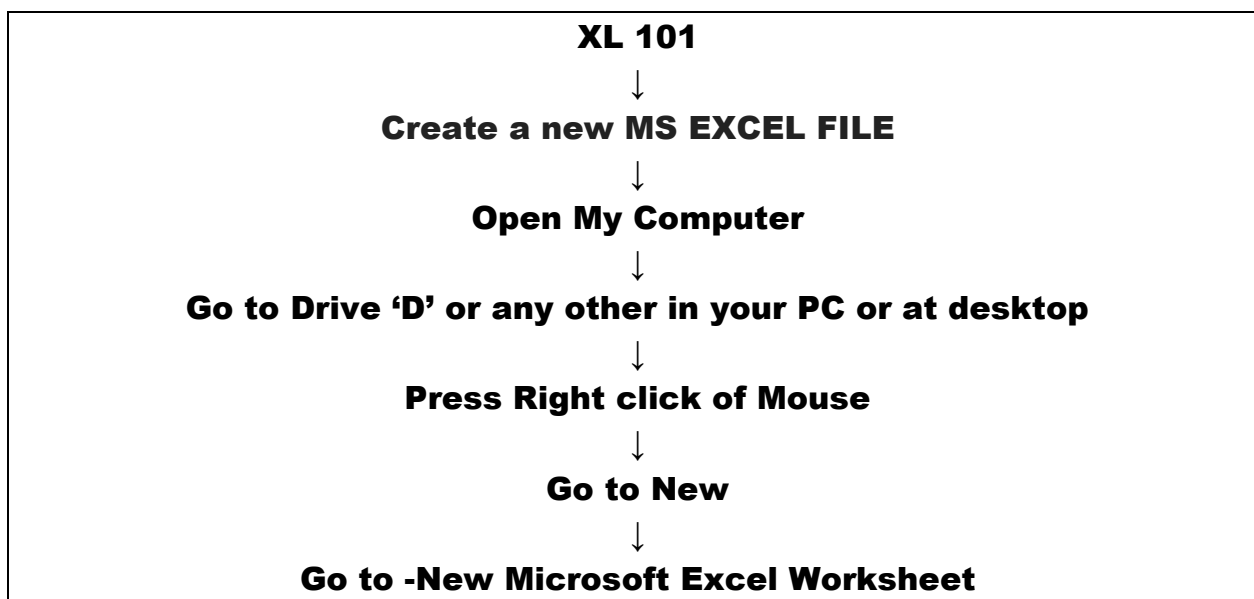 XL 101
↓
Create a new MS EXCEL FILE
↓
Open My Computer
↓
Go to Drive ‘D’ or any other in your PC or at desktop
↓
Press Right click of Mouse
↓
Go to New
↓
Go to -New Microsoft Excel Worksheet